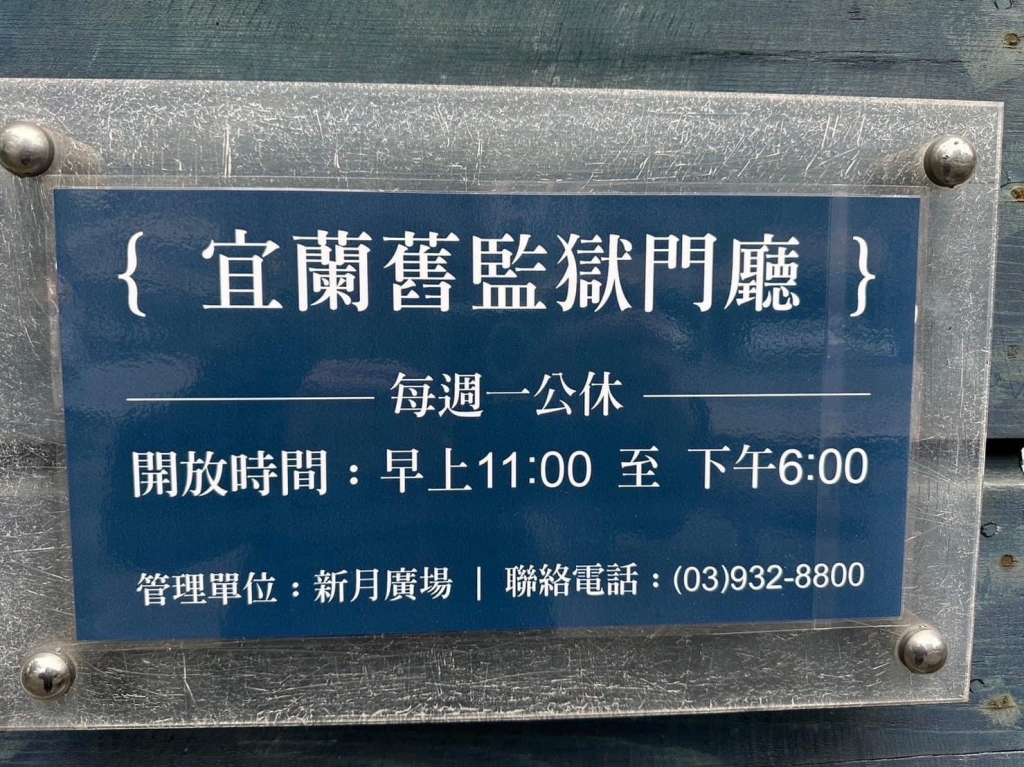 { 宜蘭舊監獄門廳 }
每週一公休
開放時間：早上11:00 至 下午6:00
管理單位：新月廣場 | 聯絡電話：(03)932-8800